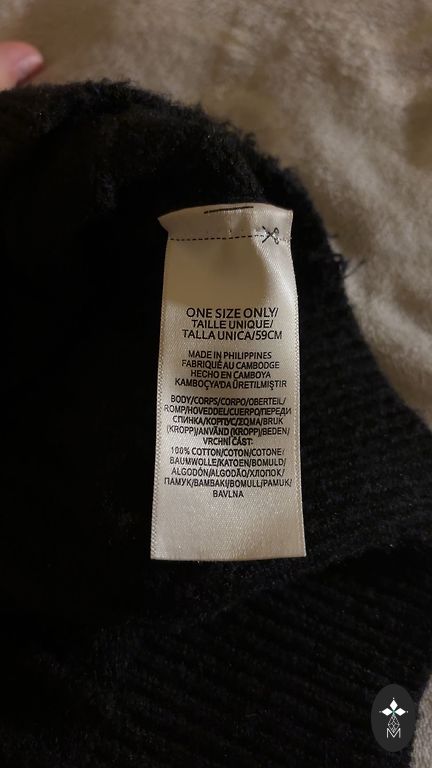 ONE SIZE ONLY/
TAILLE UNIQUE/
TALLA UNICA/59CM
MADE IN PHILIPPINES
FABRIQUÉ AU CAMBODGE
HECHO EN CAMBOYA
KAMBOÇYA'DA ÜRETILMIŞTIR
BODY/CORPS/CORPO/OBERTEIL/
ROMP/HOVEDDEL/CUERPO/ПЕРЕДИ
СПИНКА/КОРПУС/ΣΩΜΑ/BRUK
(KROPP)/ANVÄND (KROPP)/BEDEN/
VRCHNÍ ČÁST:
100% COTTON/COTON/COTONE/
BAUMWOLLE/KATOEN/BOMULD/
ALGODÓN/ALGODÃO/ХЛОПОК/
ПАМУК/ΒΑΜΒΑΚΙ/BOMULL/PAMUK/
BAVLNA
M